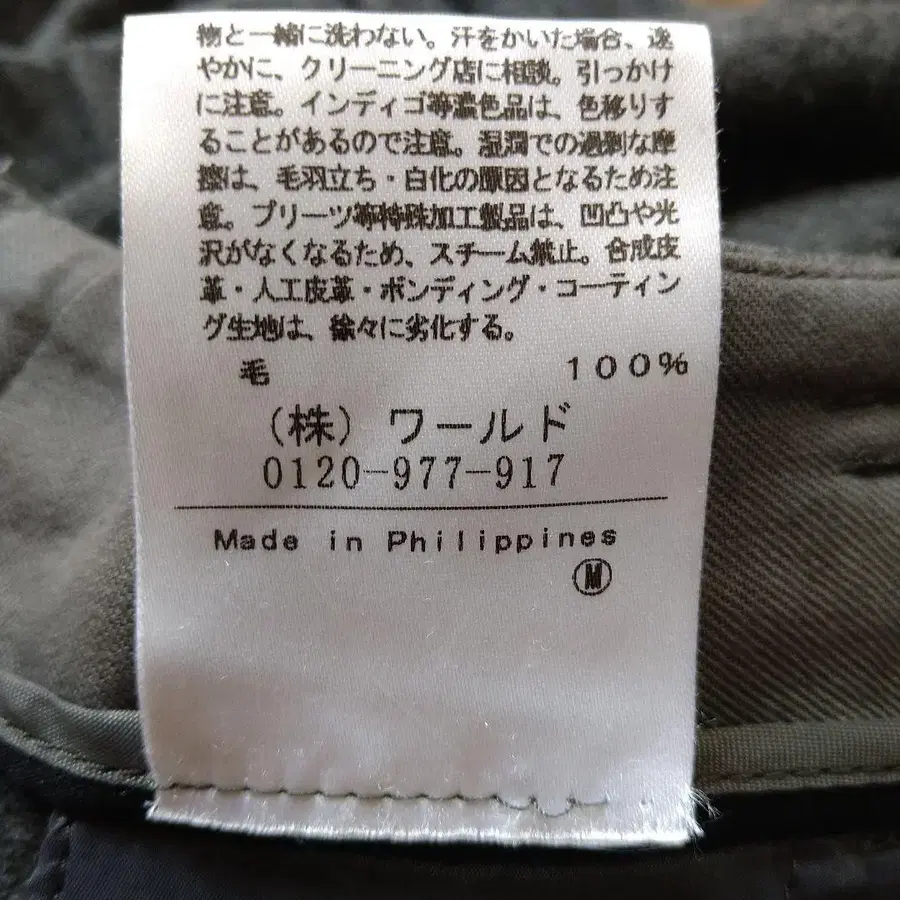 物と一緒に洗わない。汗をかいた場合、速
やかに、クリーニング店に相談。引っかけ
に注意。インディゴ等濃色品は、色移りす
ることがあるので注意。湿潤での過剰な摩
擦は、毛羽立ち・白化の原因となるため注
意。プリーツ等特殊加工製品は、凹凸や光
沢がなくなるため、スチーム禁止。合成皮
革・人工皮革・ボンディング・コーティン
グ生地は、徐々に劣化する。
毛 100%
(株) ワールド
0120-977-917
Made in Philippines
Ⓜ